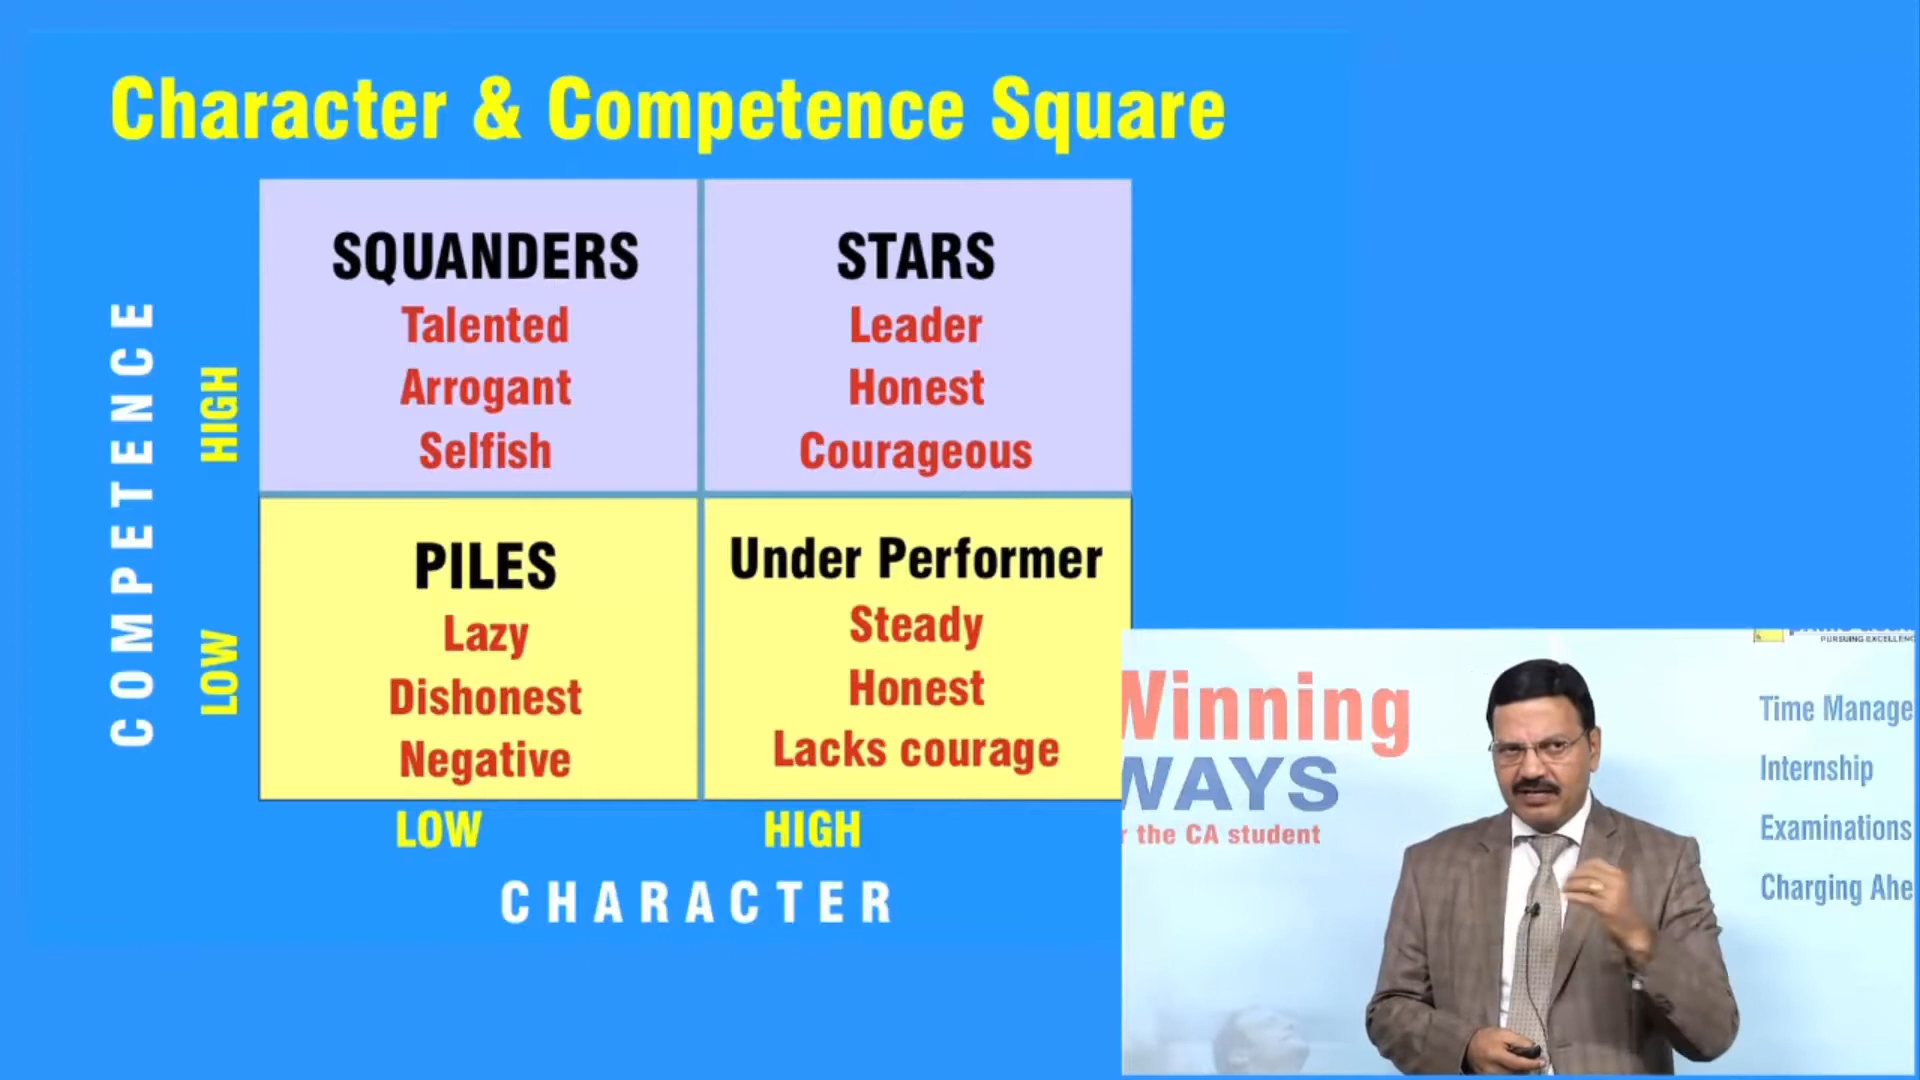 Character & Competence Square
COMPETENCE
HIGH
LOW
SQUANDERS
Talented
Arrogant
Selfish
STARS
Leader
Honest
Courageous
PILES
Lazy
Dishonest
Negative
Under Performer
Steady
Honest
Lacks courage
LOW
HIGH
CHARACTER
Winning
WAYS
the CA student
PURSUING
Time Manage
Internship
Examinations
Charging Ahe